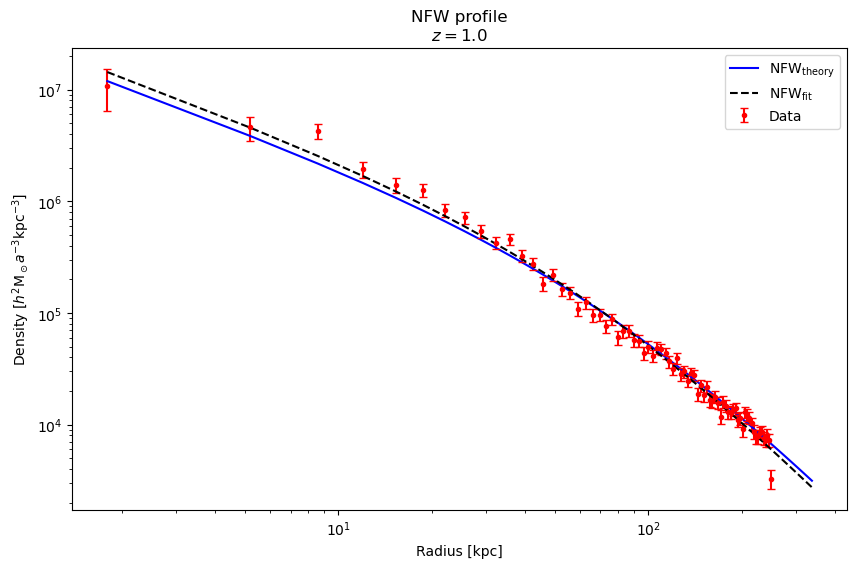 NFW profile
z = 1.0
NFW_theory
NFW_fit
Data
10^7
10^6
10^5
10^4
Density [h^2 M_⊙ a^{-3} kpc^{-3}]
10^1
10^2
Radius [kpc]